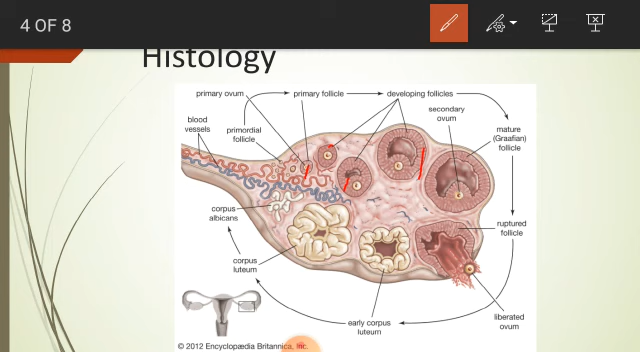 4 OF 8
Histology
primary ovum
primary follicle
developing follicles
blood
vessels
primordial
follicle
secondary
ovum
mature
(Graafian)
follicle
corpus
albicans
ruptured
follicle
corpus
luteum
early corpus
luteum
liberated
ovum
© 2012 Encyclopædia Britannica, Inc.